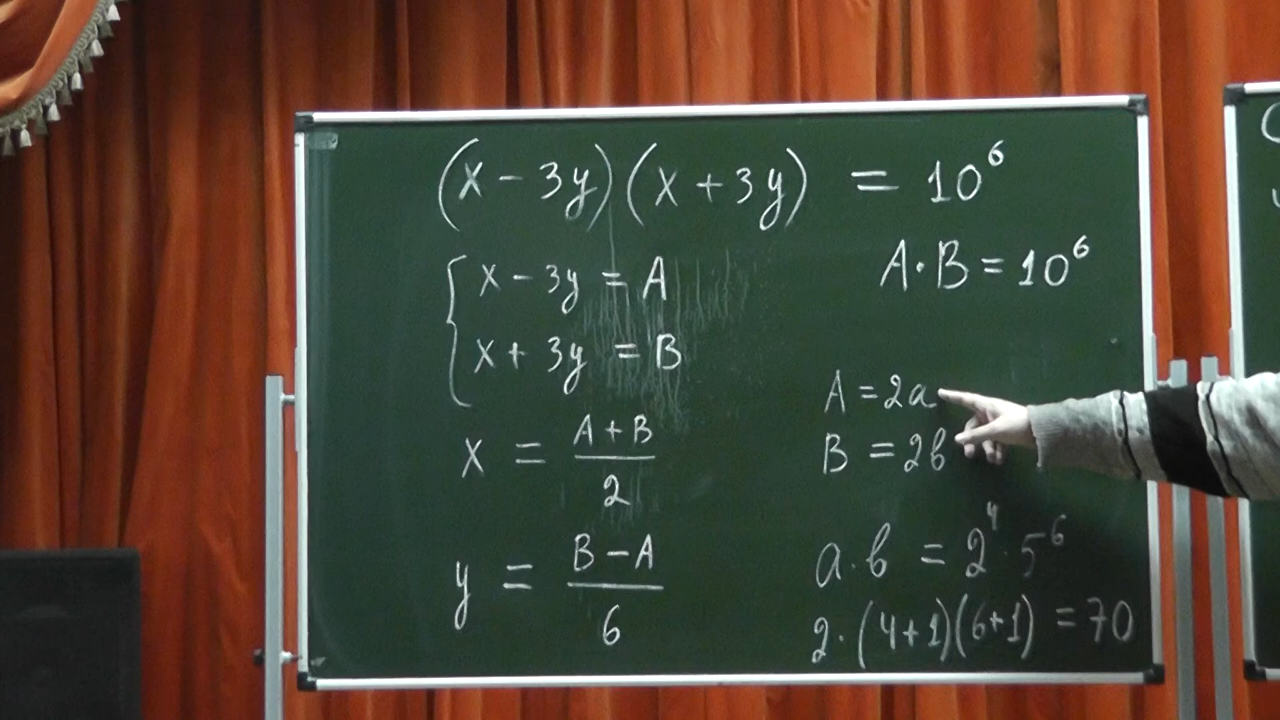 (x - 3y)(x + 3y) = 10⁶
A·B = 10⁶
{ x - 3y = A
x + 3y = B
A = 2a
B = 2b
x = (A + B)/2
y = (B - A)/6
a·b = 2⁴·5⁶
2·(4+1)(6+1) = 70